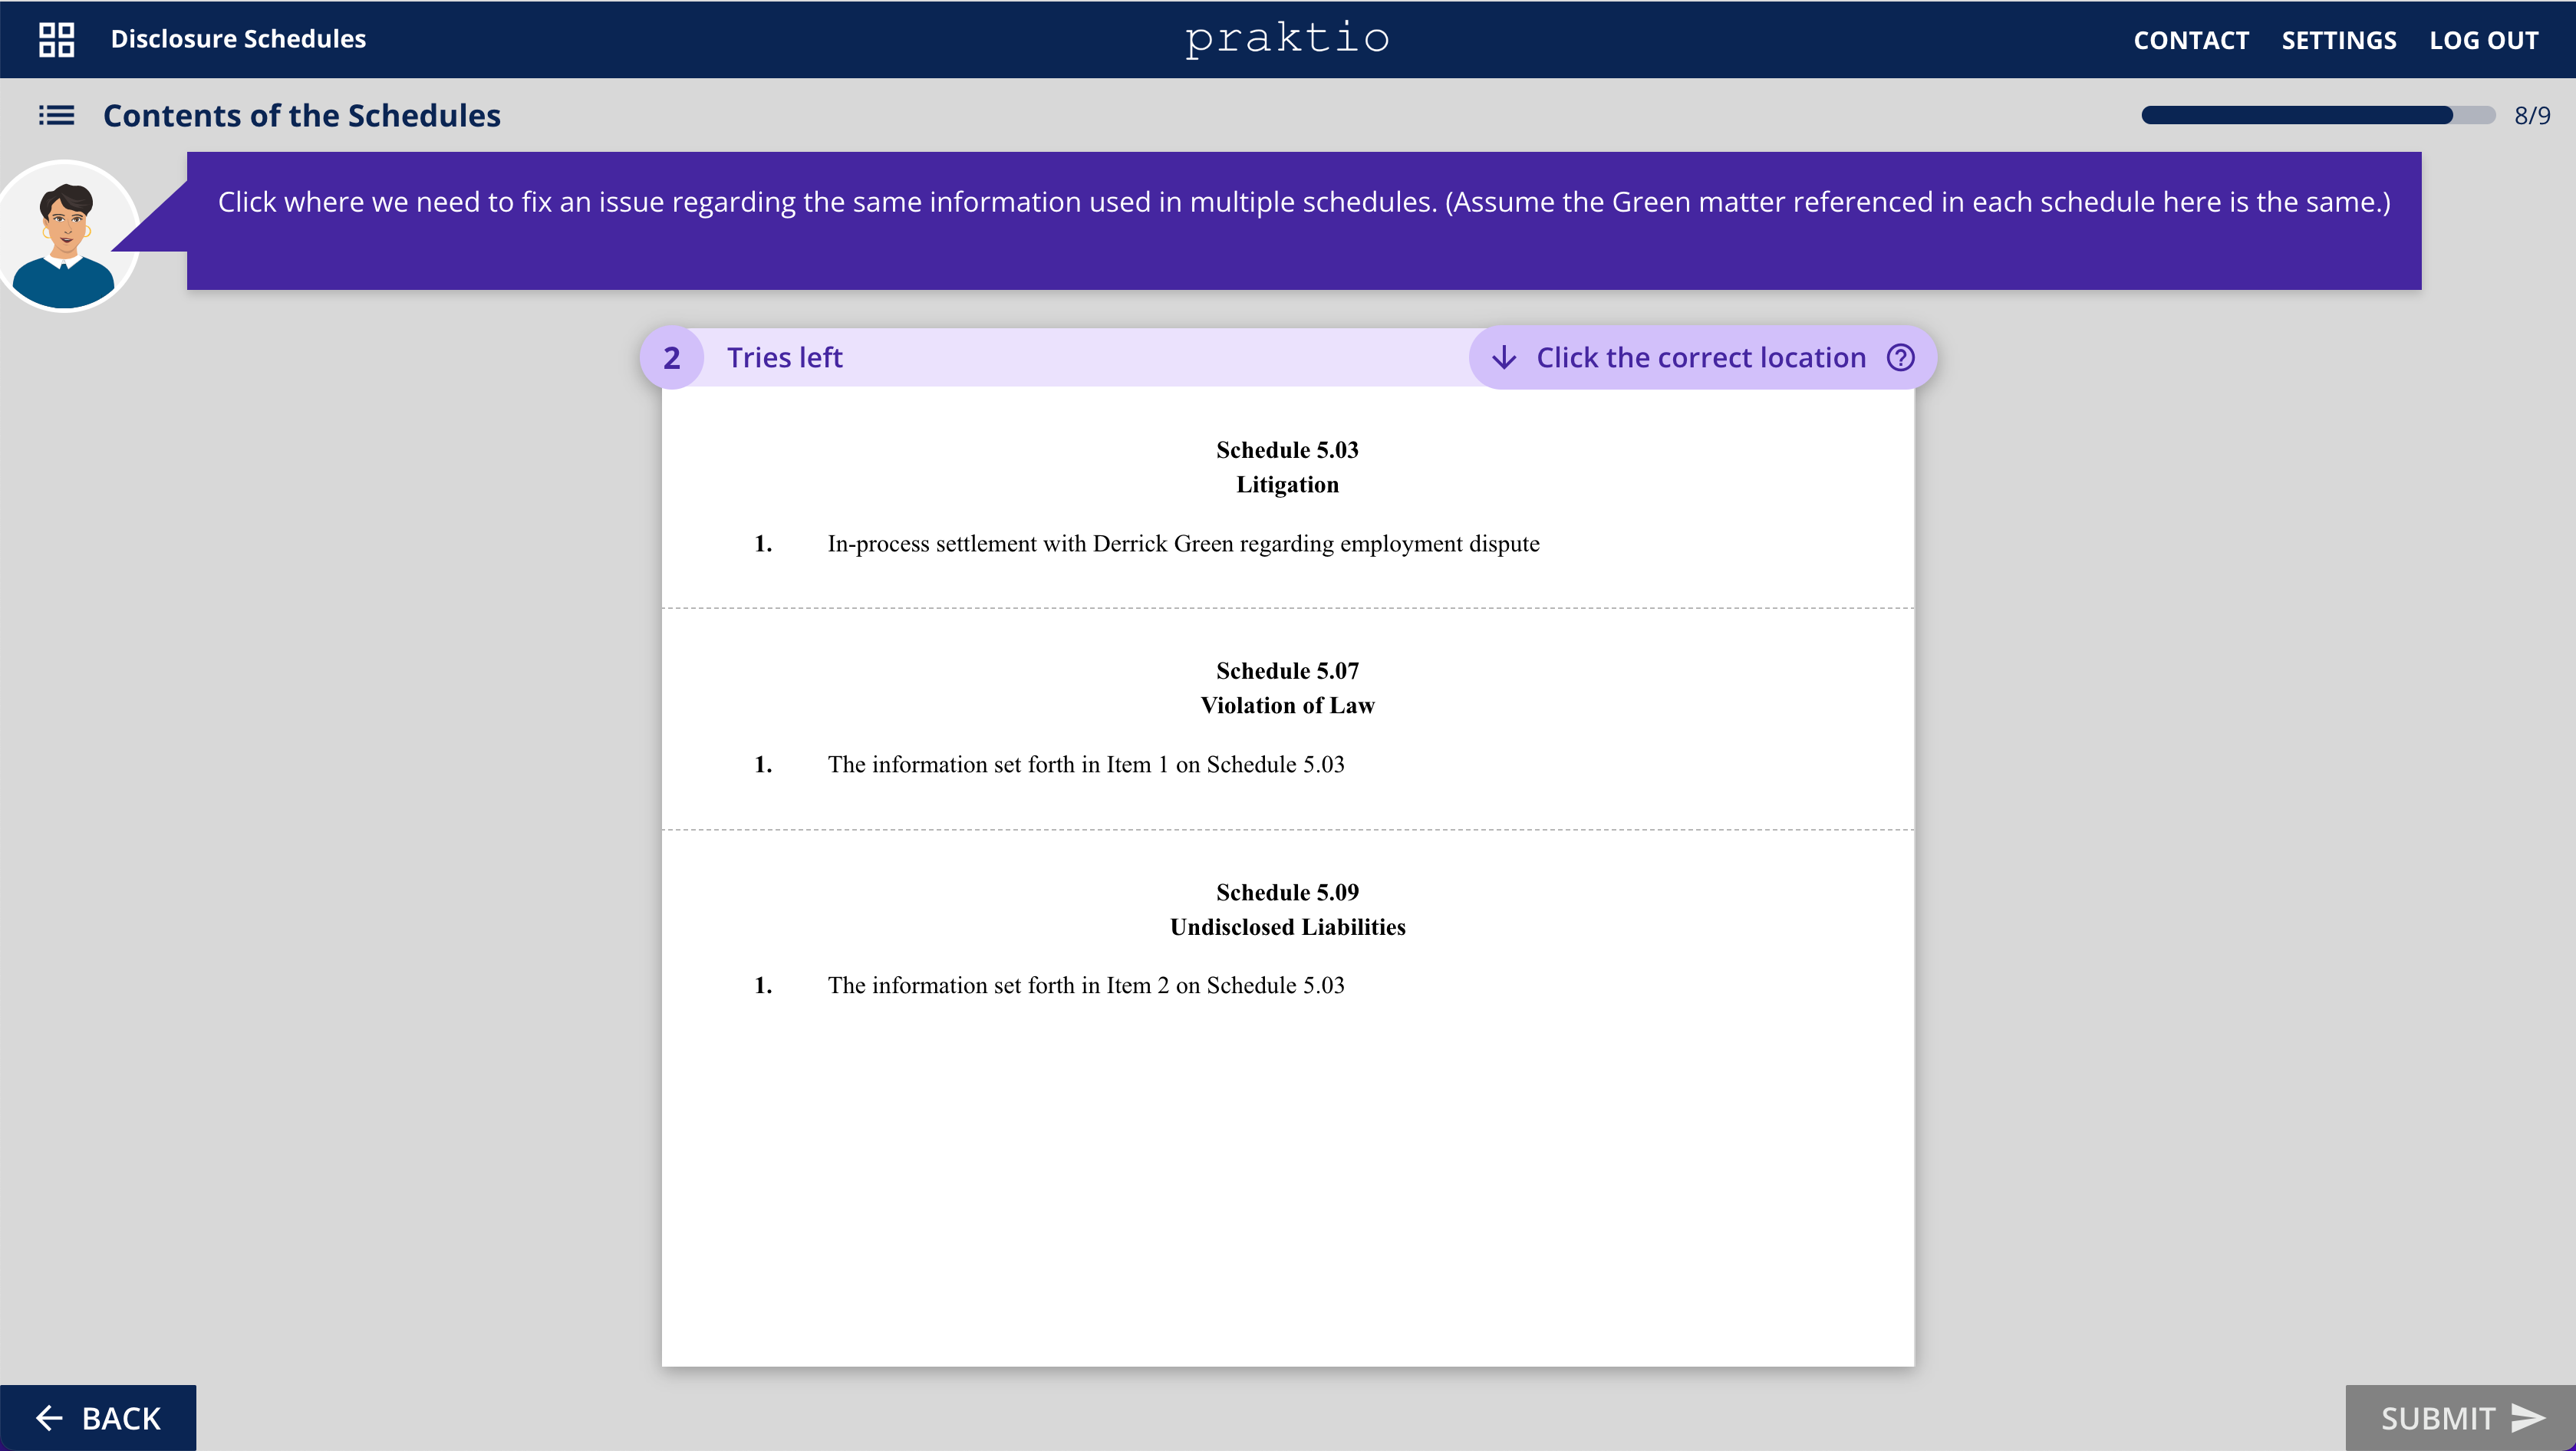 Disclosure Schedules
praktio
CONTACT SETTINGS LOG OUT
Contents of the Schedules
8/9
Click where we need to fix an issue regarding the same information used in multiple schedules. (Assume the Green matter referenced in each schedule here is the same.)
2 Tries left
Click the correct location ?
Schedule 5.03
Litigation
1. In-process settlement with Derrick Green regarding employment dispute
Schedule 5.07
Violation of Law
1. The information set forth in Item 1 on Schedule 5.03
Schedule 5.09
Undisclosed Liabilities
1. The information set forth in Item 2 on Schedule 5.03
BACK
SUBMIT